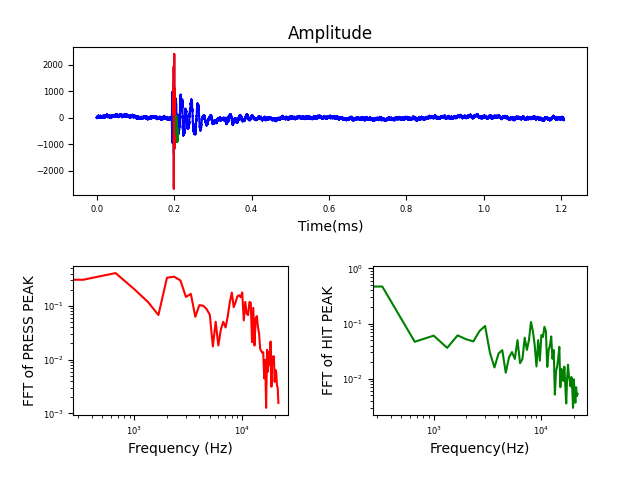 Amplitude
2000
1000
0
−1000
−2000
0.0 0.2 0.4 0.6 0.8 1.0 1.2
Time(ms)
FFT of PRESS PEAK
10⁻¹
10⁻²
10⁻³
10³ 10⁴
Frequency (Hz)
FFT of HIT PEAK
10⁰
10⁻¹
10⁻²
10³ 10⁴
Frequency(Hz)